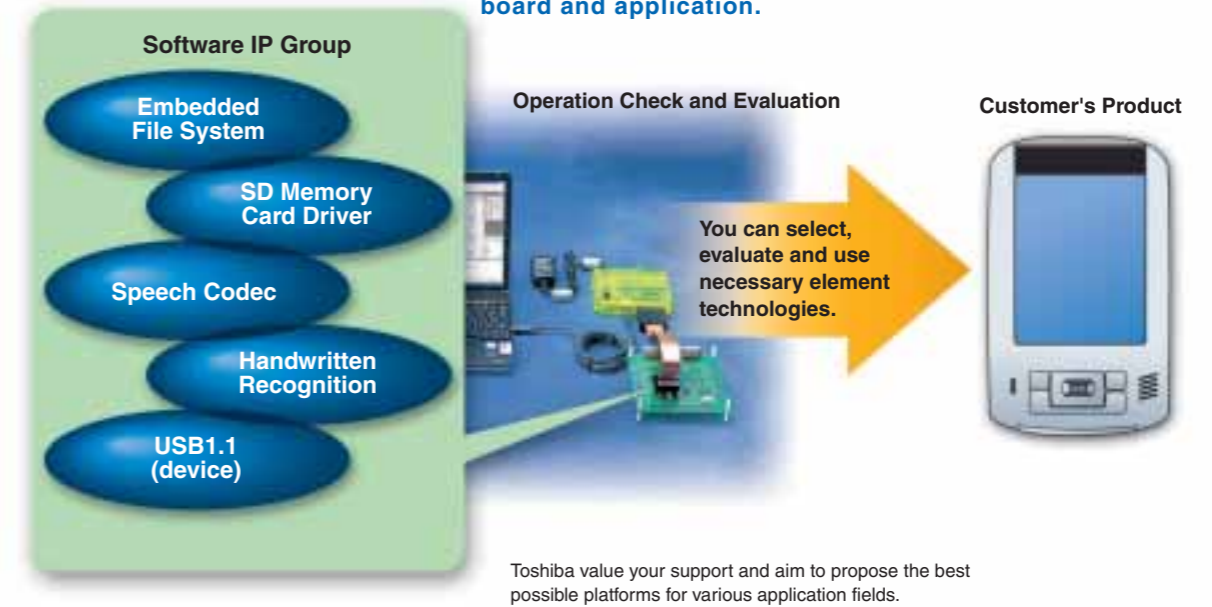 board and application.
Software IP Group
Embedded
File System
SD Memory
Card Driver
Speech Codec
Handwritten
Recognition
USB1.1
(device)
Operation Check and Evaluation
You can select,
evaluate and use
necessary element
technologies.
Customer's Product
Toshiba value your support and aim to propose the best
possible platforms for various application fields.